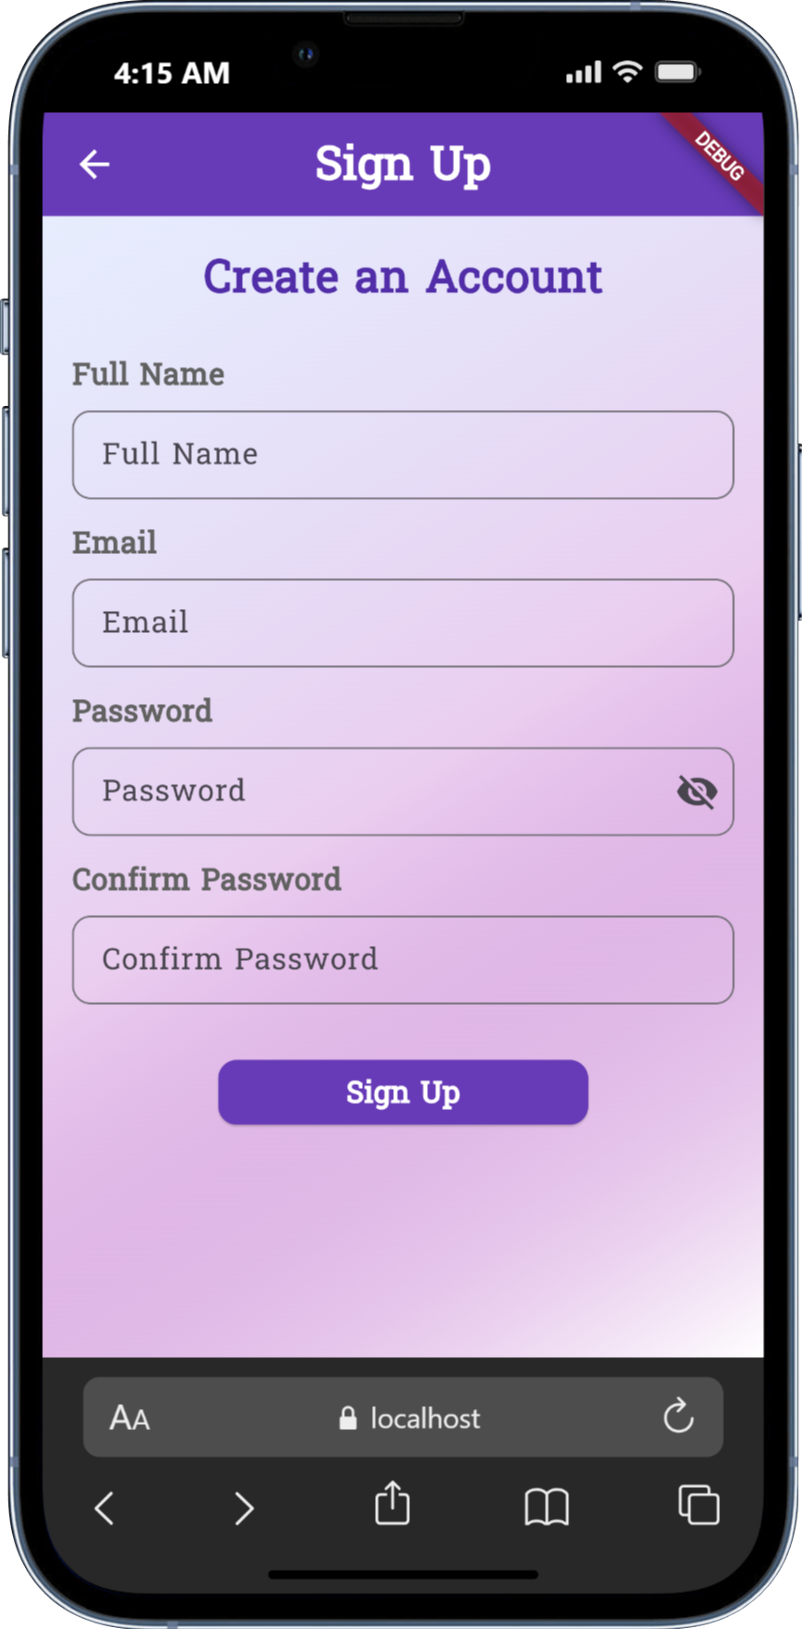 4:15 AM
Sign Up
DEBUG
Create an Account
Full Name
Full Name
Email
Email
Password
Password
Confirm Password
Confirm Password
Sign Up
AA
localhost